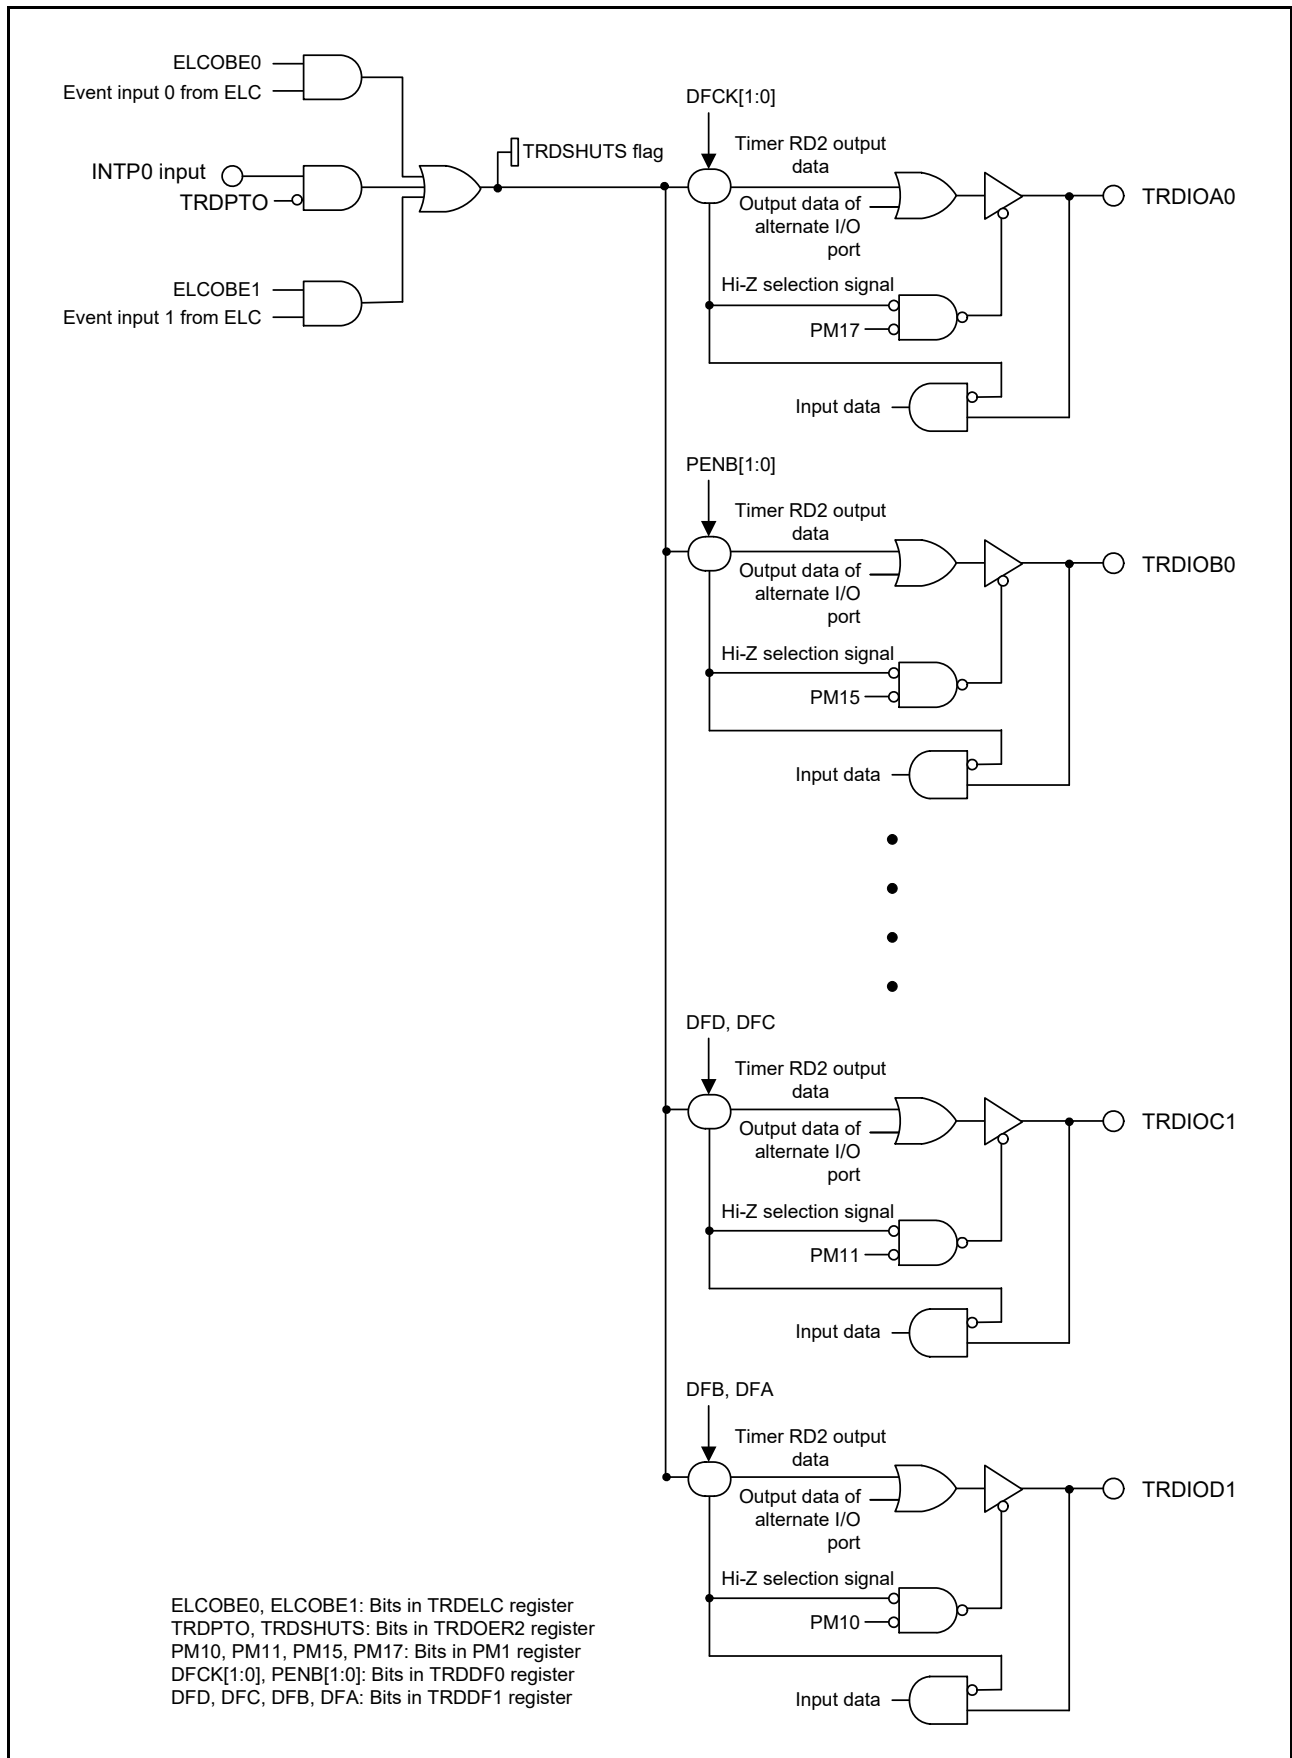 ELCOBE0
Event input 0 from ELC
INTP0 input
TRDPTO
ELCOBE1
Event input 1 from ELC
TRDSHUTS flag
DFCK[1:0]
Timer RD2 output
data
Output data of
alternate I/O
port
TRDIOA0
Hi-Z selection signal
PM17
Input data
PENB[1:0]
Timer RD2 output
data
Output data of
alternate I/O
port
TRDIOB0
Hi-Z selection signal
PM15
Input data
DFD, DFC
Timer RD2 output
data
Output data of
alternate I/O
port
TRDIOC1
Hi-Z selection signal
PM11
Input data
DFB, DFA
Timer RD2 output
data
Output data of
alternate I/O
port
TRDIOD1
Hi-Z selection signal
PM10
Input data
ELCOBE0, ELCOBE1: Bits in TRDELC register
TRDPTO, TRDSHUTS: Bits in TRDOER2 register
PM10, PM11, PM15, PM17: Bits in PM1 register
DFCK[1:0], PENB[1:0]: Bits in TRDDF0 register
DFD, DFC, DFB, DFA: Bits in TRDDF1 register